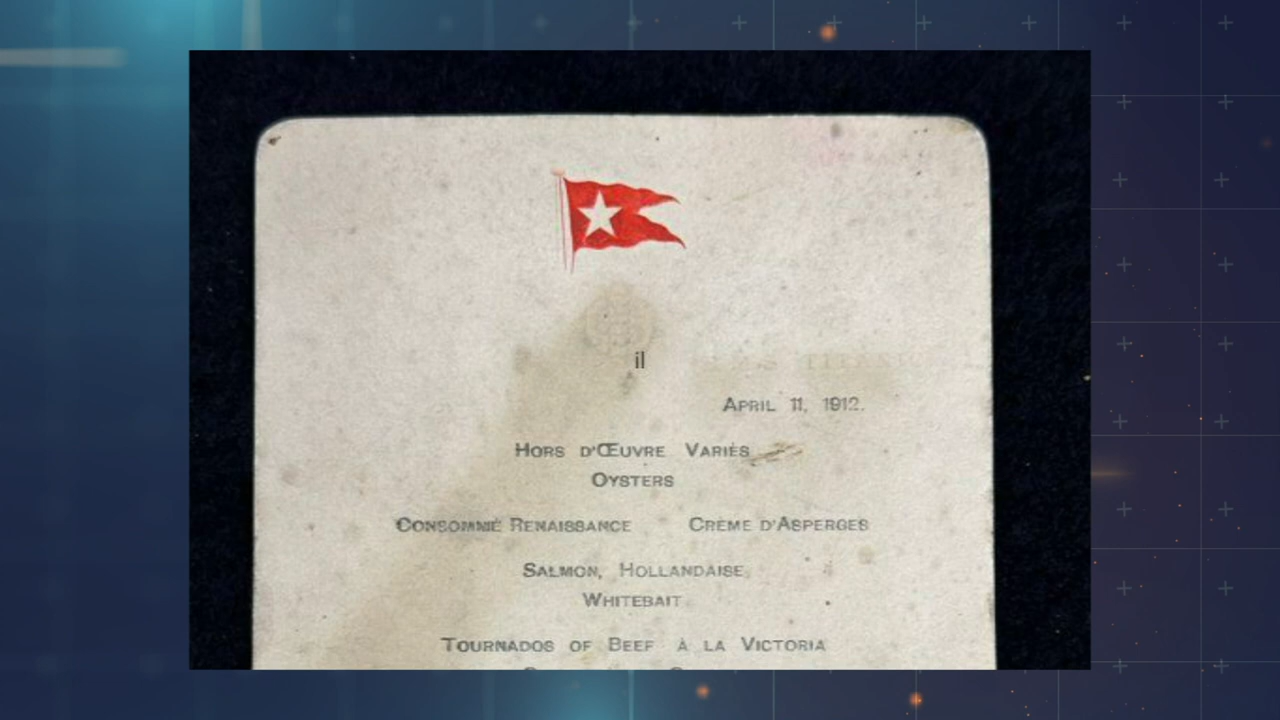 il
April 11, 1912.
Hors d'Œuvre Variés
Oysters
Consommé Renaissance Crème d'Asperges
Salmon, Hollandaise
Whitebait
Tournados of Beef à la Victoria